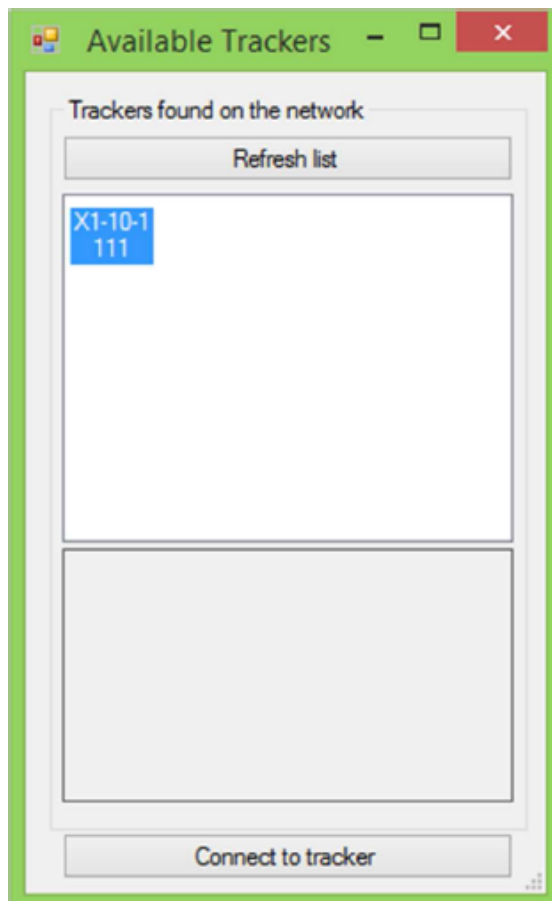 Available Trackers
Trackers found on the network
Refresh list
X1-10-1
111
Connect to tracker